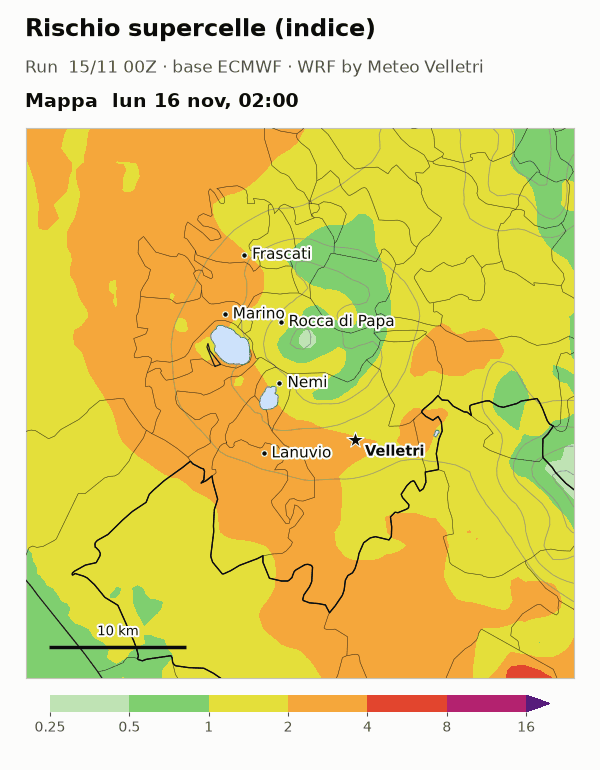 Rischio supercelle (indice)
Run  15/11 00Z · base ECMWF · WRF by Meteo Velletri
Mappa  lun 16 nov, 02:00
Frascati
Marino
Rocca di Papa
Nemi
Velletri
Lanuvio
10 km
0.25 0.5 1 2 4 8 16